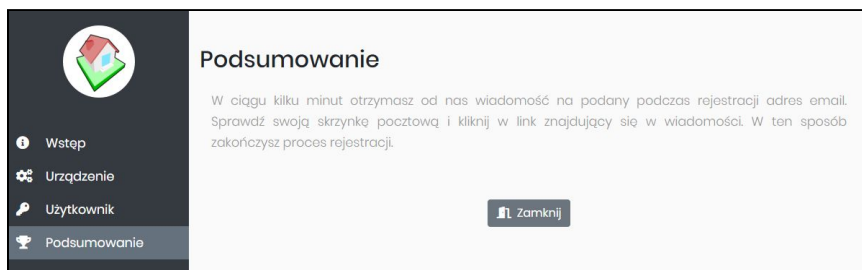 Podsumowanie
W ciągu kilku minut otrzymasz od nas wiadomość na podany podczas rejestracji adres email.
Sprawdź swoją skrzynkę pocztową i kliknij w link znajdujący się w wiadomości. W ten sposób
zakończysz proces rejestracji.
Wstęp
Urządzenie
Użytkownik
Podsumowanie
Zamknij